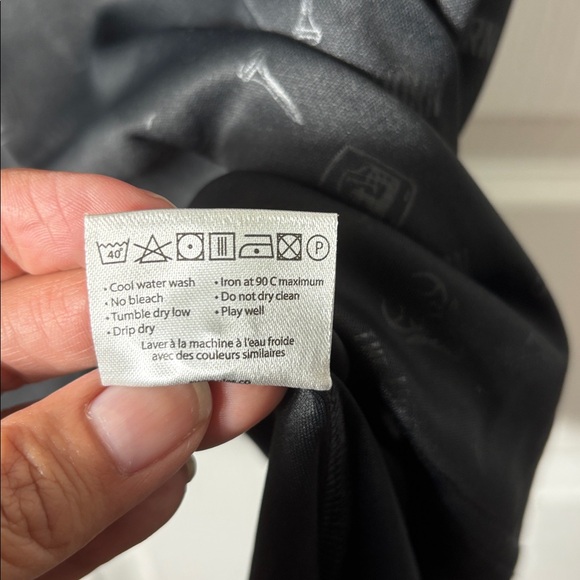 40°
P
• Cool water wash
• No bleach
• Tumble dry low
• Drip dry
• Iron at 90 C maximum
• Do not dry clean
• Play well
Laver à la machine à l'eau froide
avec des couleurs similaires